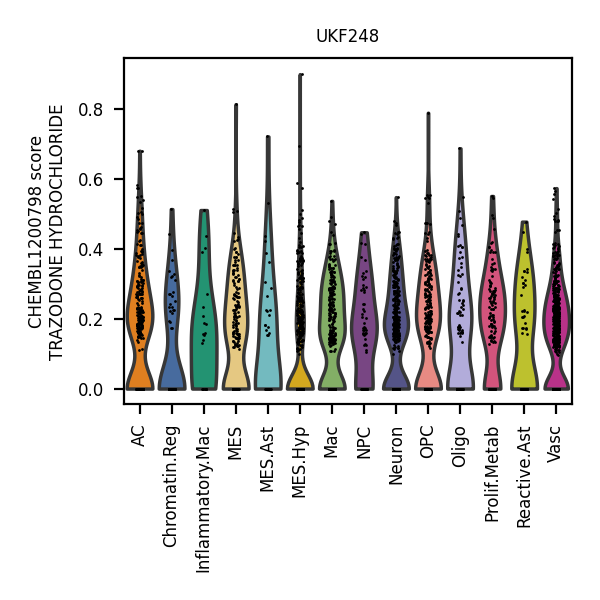 UKF248
CHEMBL1200798 score
TRAZODONE HYDROCHLORIDE
0.8
0.6
0.4
0.2
0.0
AC
Chromatin.Reg
Inflammatory.Mac
MES
MES.Ast
MES.Hyp
Mac
NPC
Neuron
OPC
Oligo
Prolif.Metab
Reactive.Ast
Vasc